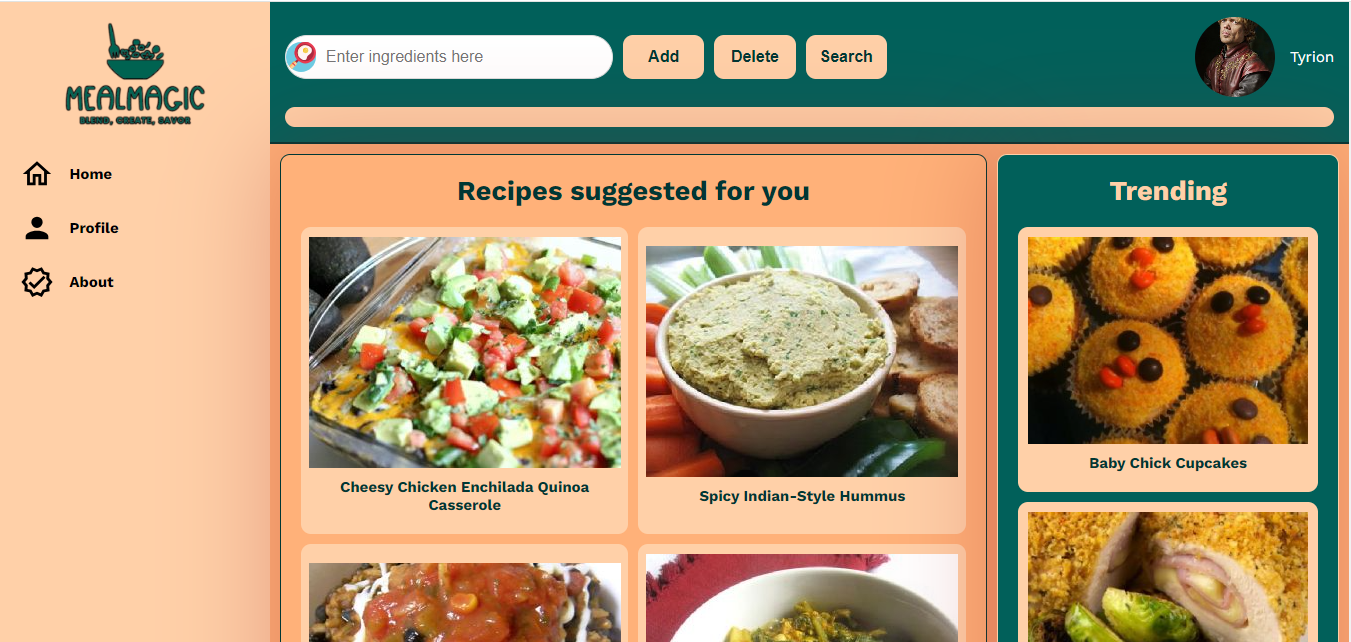 MEALMAGIC
BLEND, CREATE, SAVOR
Home
Profile
About
Enter ingredients here
Add
Delete
Search
Tyrion
Recipes suggested for you
Cheesy Chicken Enchilada Quinoa
Casserole
Spicy Indian-Style Hummus
Trending
Baby Chick Cupcakes